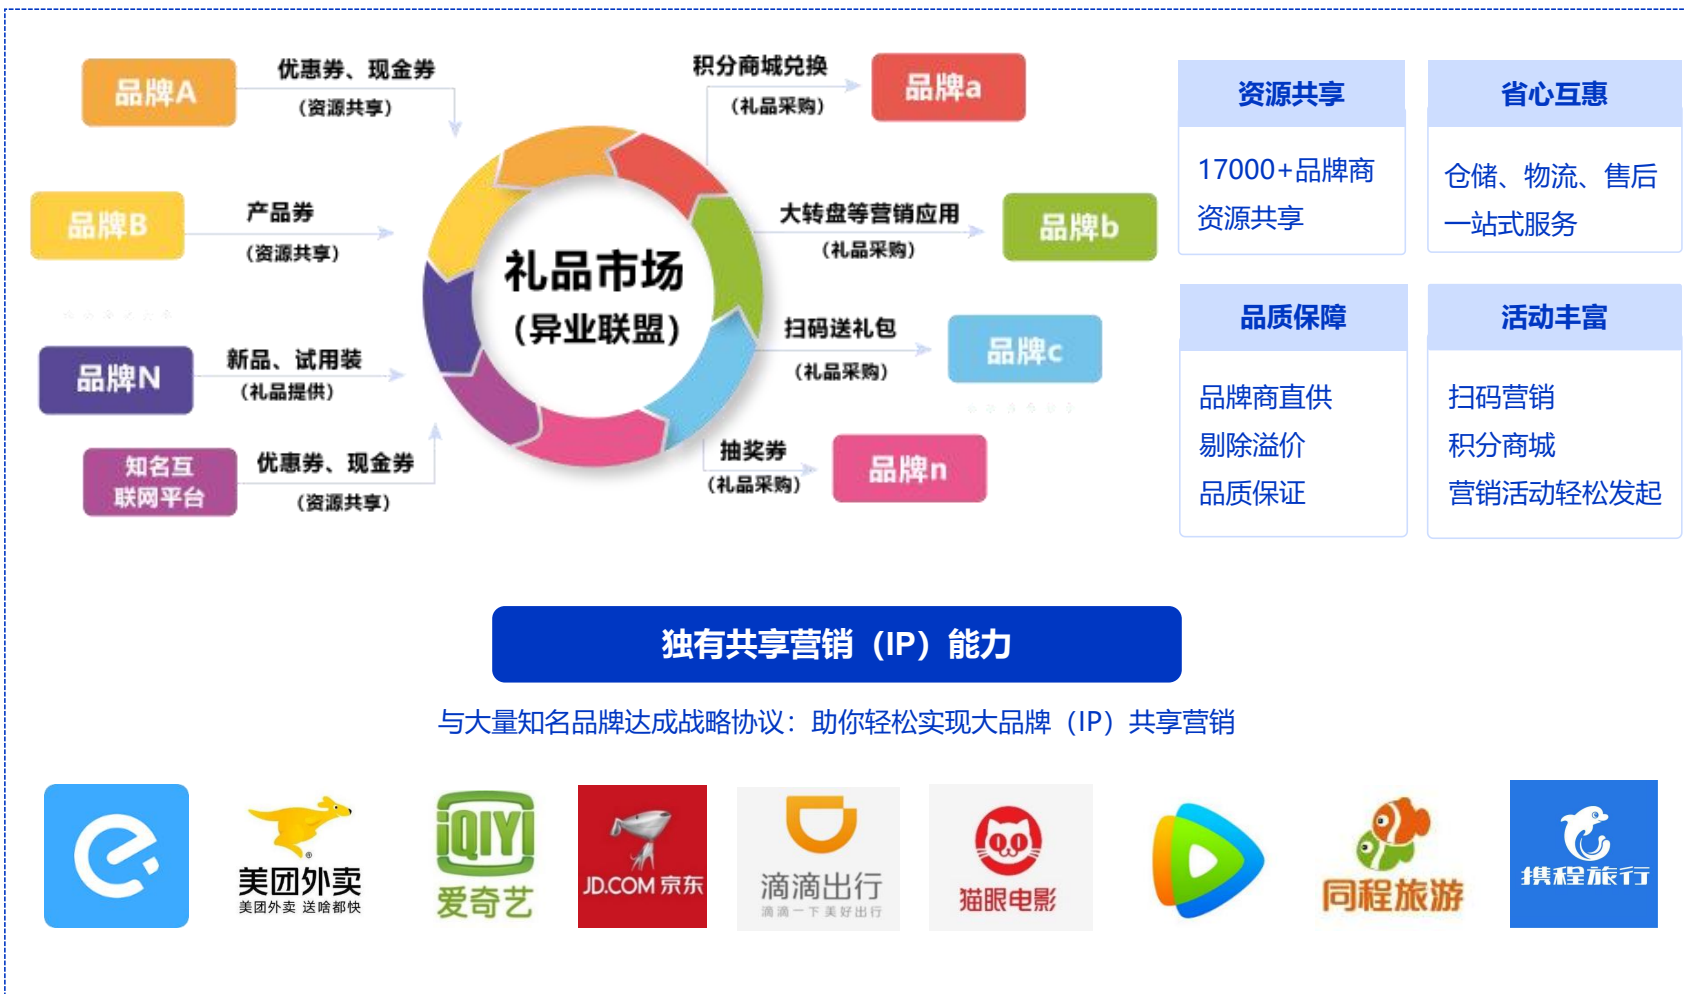 品牌A
优惠券、现金券
(资源共享)
品牌B
产品券
(资源共享)
品牌N
新品、试用装
(礼品提供)
知名互
联网平台
优惠券、现金券
(资源共享)
礼品市场
(异业联盟)
积分商城兑换
(礼品采购)
品牌a
大转盘等营销应用
(礼品采购)
品牌b
扫码送礼包
(礼品采购)
品牌c
抽奖券
(礼品采购)
品牌n
资源共享
17000+品牌商
资源共享
省心互惠
仓储、物流、售后
一站式服务
品质保障
品牌商直供
剔除溢价
品质保证
活动丰富
扫码营销
积分商城
营销活动轻松发起
独有共享营销（IP）能力
与大量知名品牌达成战略协议：助你轻松实现大品牌（IP）共享营销
美团外卖
美团外卖 送啥都快
iQIYI
爱奇艺
JD.COM 京东
滴滴出行
滴滴一下 美好出行
猫眼电影
同程旅游
携程旅行